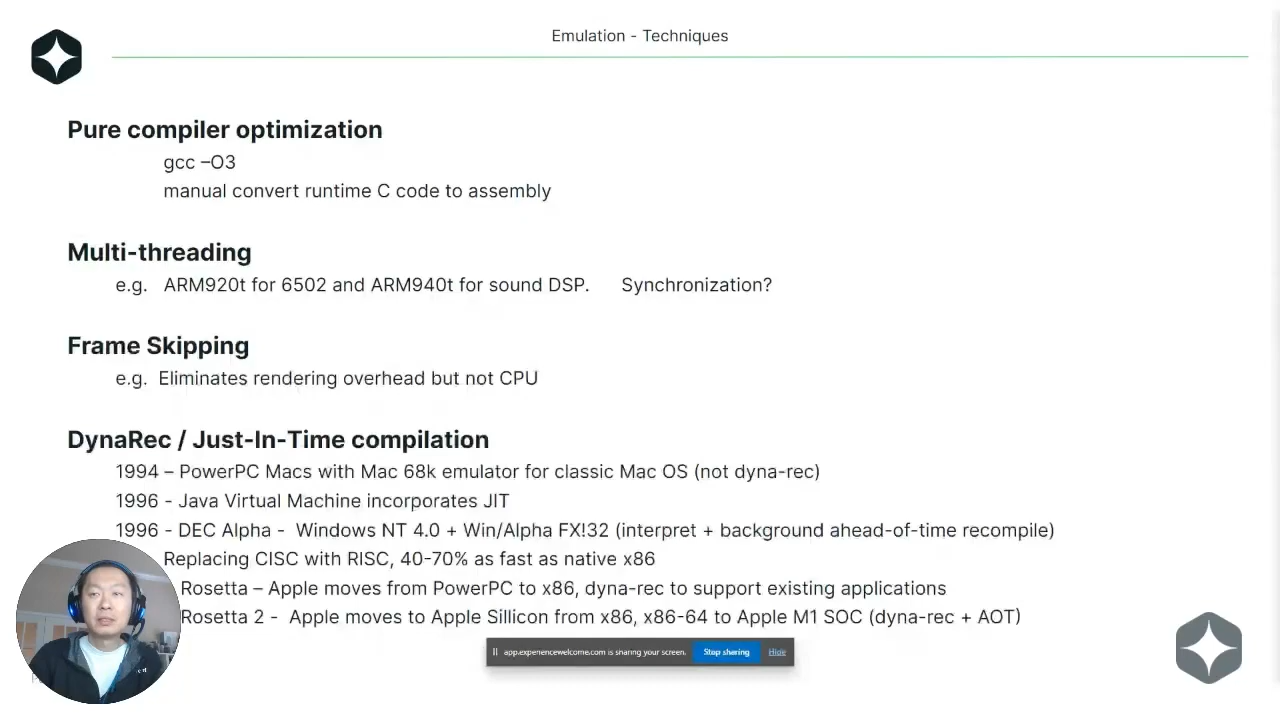 Emulation - Techniques
Pure compiler optimization
gcc –O3
manual convert runtime C code to assembly
Multi-threading
e.g. ARM920t for 6502 and ARM940t for sound DSP. Synchronization?
Frame Skipping
e.g. Eliminates rendering overhead but not CPU
DynaRec / Just-In-Time compilation
1994 – PowerPC Macs with Mac 68k emulator for classic Mac OS (not dyna-rec)
1996 - Java Virtual Machine incorporates JIT
1996 - DEC Alpha - Windows NT 4.0 + Win/Alpha FX!32 (interpret + background ahead-of-time recompile)
Replacing CISC with RISC, 40-70% as fast as native x86
Rosetta – Apple moves from PowerPC to x86, dyna-rec to support existing applications
Rosetta 2 - Apple moves to Apple Sillicon from x86, x86-64 to Apple M1 SOC (dyna-rec + AOT)
app.experiencewelcome.com is sharing your screen. Stop sharing Hide